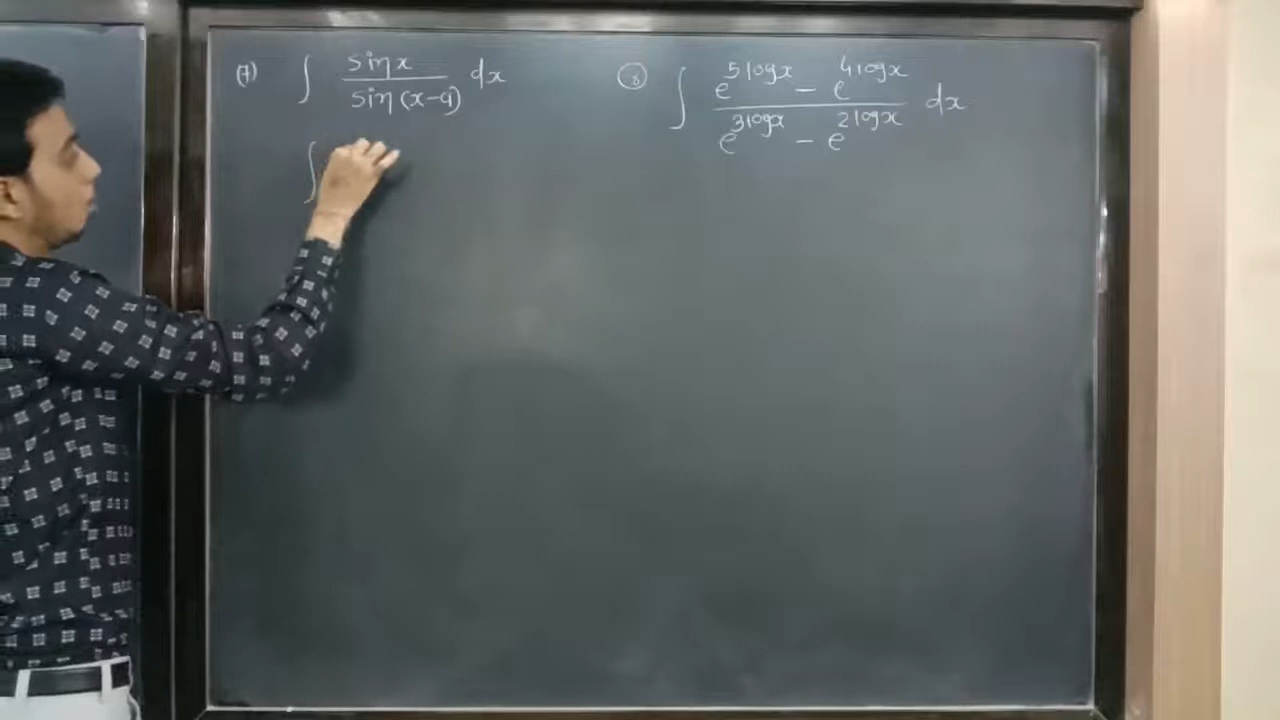 (7) ∫ sin x / sin (x-a) dx
∫
⑧ ∫ e^{5 log x} - e^{4 log x} / e^{3 log x} - e^{2 log x} dx